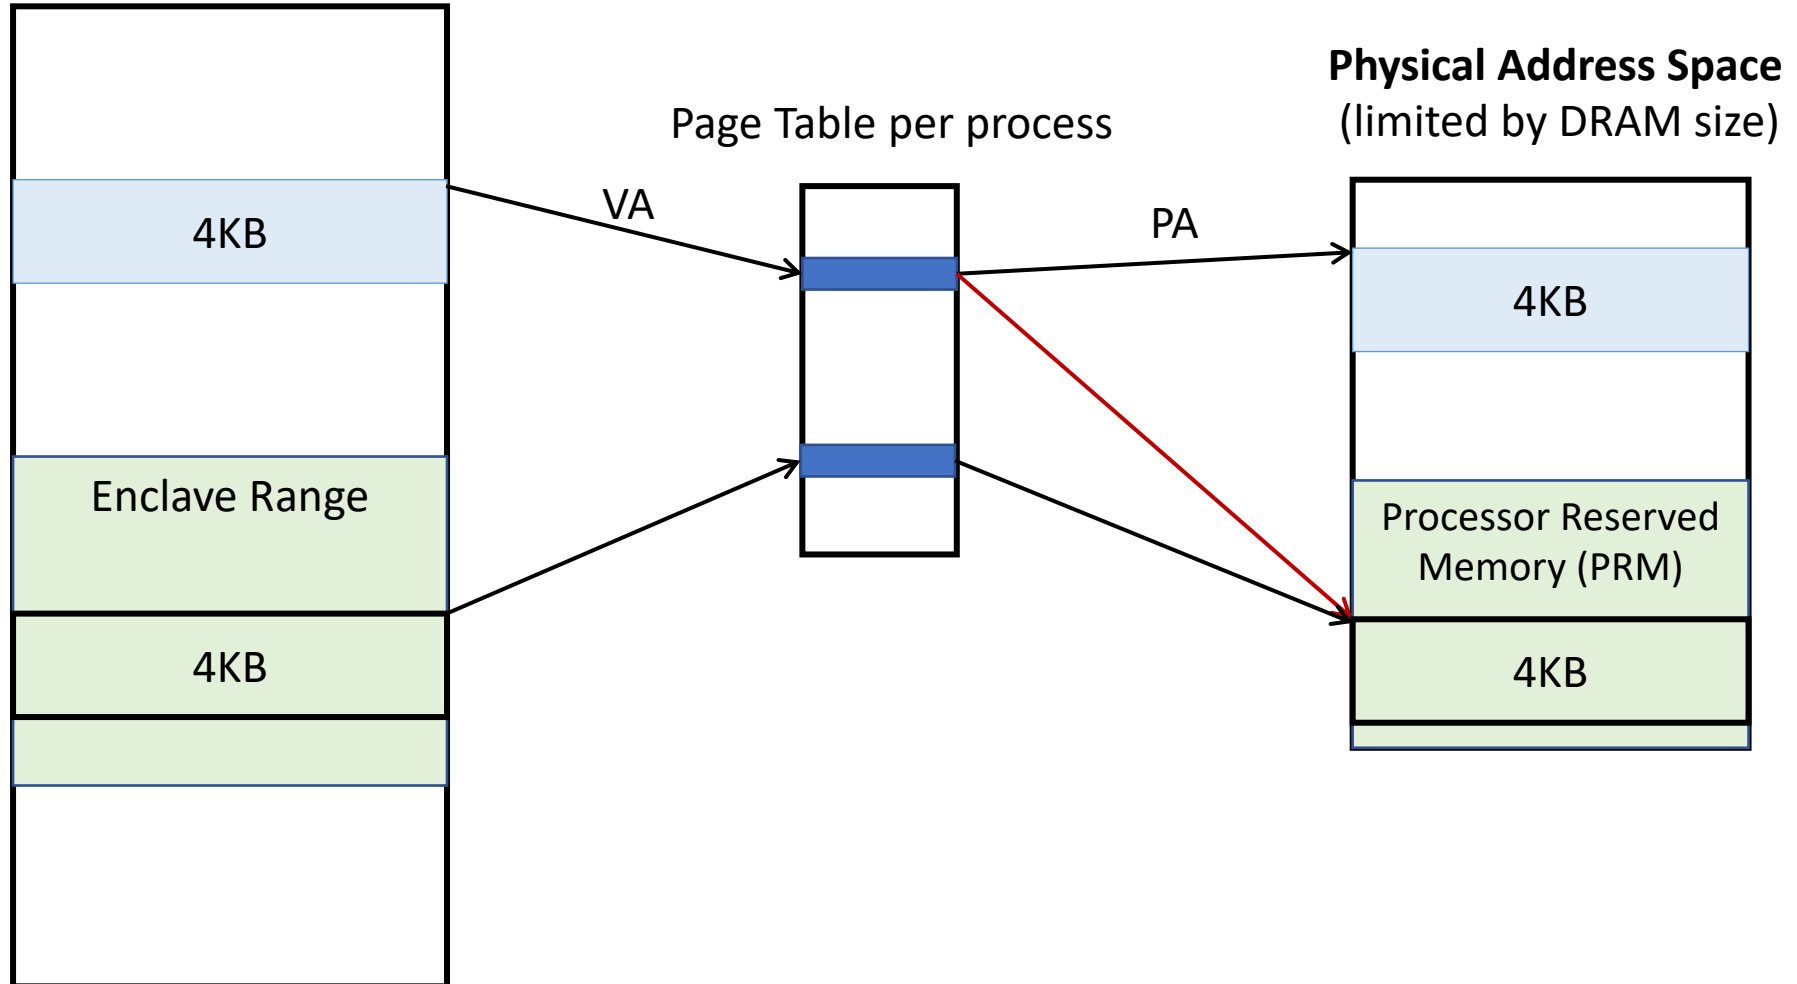 Physical Address Space
(limited by DRAM size)
Page Table per process
VA
PA
4KB
4KB
Enclave Range
Processor Reserved
Memory (PRM)
4KB
4KB